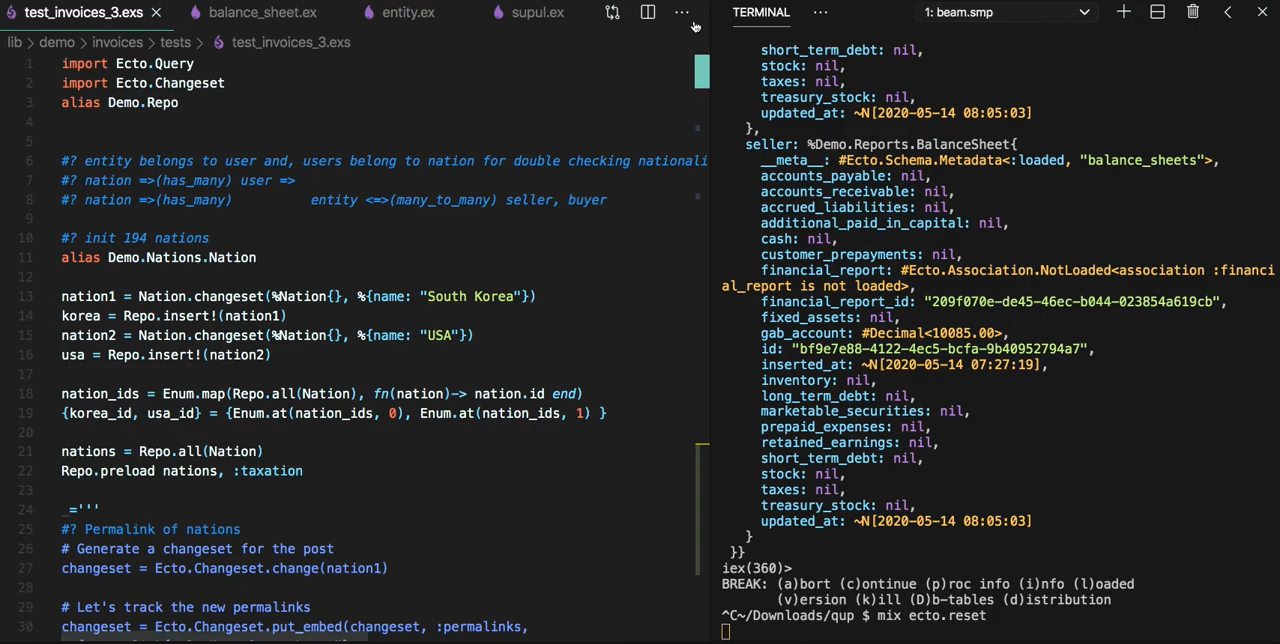 test_invoices_3.exs
balance_sheet.ex
entity.ex
supul.ex
lib > demo > invoices > tests > test_invoices_3.exs
1 import Ecto.Query
2 import Ecto.Changeset
3 alias Demo.Repo
4
5
6 #? entity belongs to user and, users belong to nation for double checking nationali
7 #? nation =>(has_many) user =>
8 #? nation =>(has_many)          entity <=>(many_to_many) seller, buyer
9
10 #? init 194 nations
11 alias Demo.Nations.Nation
12
13 nation1 = Nation.changeset(%Nation{}, %{name: "South Korea"})
14 korea = Repo.insert!(nation1)
15 nation2 = Nation.changeset(%Nation{}, %{name: "USA"})
16 usa = Repo.insert!(nation2)
17
18 nation_ids = Enum.map(Repo.all(Nation), fn(nation)-> nation.id end)
19 {korea_id, usa_id} = {Enum.at(nation_ids, 0), Enum.at(nation_ids, 1) }
20
21 nations = Repo.all(Nation)
22 Repo.preload nations, :taxation
23
24 _='''
25 #? Permalink of nations
26 # Generate a changeset for the post
27 changeset = Ecto.Changeset.change(nation1)
28
29 # Let's track the new permalinks
30 changeset = Ecto.Changeset.put_embed(changeset, :permalinks,
TERMINAL ··· 1: beam.smp
short_term_debt: nil,
stock: nil,
taxes: nil,
treasury_stock: nil,
updated_at: ~N[2020-05-14 08:05:03]
},
seller: %Demo.Reports.BalanceSheet{
__meta__: #Ecto.Schema.Metadata<:loaded, "balance_sheets">,
accounts_payable: nil,
accounts_receivable: nil,
accrued_liabilities: nil,
additional_paid_in_capital: nil,
cash: nil,
customer_prepayments: nil,
financial_report: #Ecto.Association.NotLoaded<association :financi
al_report is not loaded>,
financial_report_id: "209f070e-de45-46ec-b044-023854a619cb",
fixed_assets: nil,
gab_account: #Decimal<10085.00>,
id: "bf9e7e88-4122-4ec5-bcfa-9b40952794a7",
inserted_at: ~N[2020-05-14 07:27:19],
inventory: nil,
long_term_debt: nil,
marketable_securities: nil,
prepaid_expenses: nil,
retained_earnings: nil,
short_term_debt: nil,
stock: nil,
taxes: nil,
treasury_stock: nil,
updated_at: ~N[2020-05-14 08:05:03]
}
}}
iex(360)>
BREAK: (a)bort (c)ontinue (p)roc info (i)nfo (l)oaded
(v)ersion (k)ill (D)b-tables (d)istribution
^C~/Downloads/qup $ mix ecto.reset